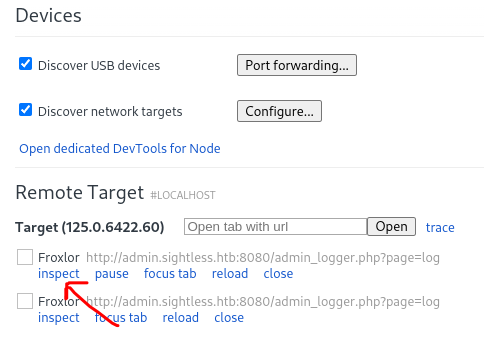 Devices
Discover USB devices Port forwarding...
Discover network targets Configure...
Open dedicated DevTools for Node
Remote Target #LOCALHOST
Target (125.0.6422.60) Open tab with url Open trace
Froxlor http://admin.sightless.htb:8080/admin_logger.php?page=log
inspect pause focus tab reload close
Froxlor http://admin.sightless.htb:8080/admin_logger.php?page=log
inspect focus tab reload close